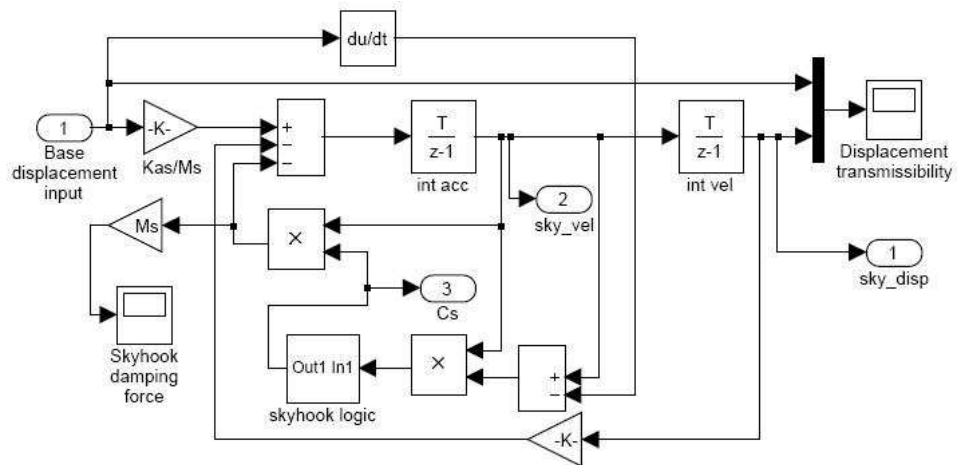 du/dt
1
Base
displacement
input
-K-
Kas/Ms
+
−
−
T
z-1
int acc
T
z-1
int vel
Displacement
transmissibility
2
sky_vel
1
sky_disp
Ms
×
3
Cs
Skyhook
damping
force
Out1 In1
skyhook logic
×
+
−
-K-